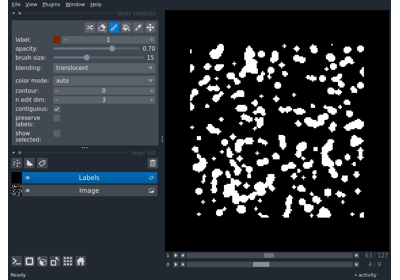 File View Plugins Window Help
layer controls
label: 1
opacity: 0.70
brush size: 15
blending: translucent
color mode: auto
contour: 0
n edit dim: 3
contiguous:
preserve
labels:
show
selected:
layer list
Labels
Image
1 63 127
0 4 9
Ready
activity